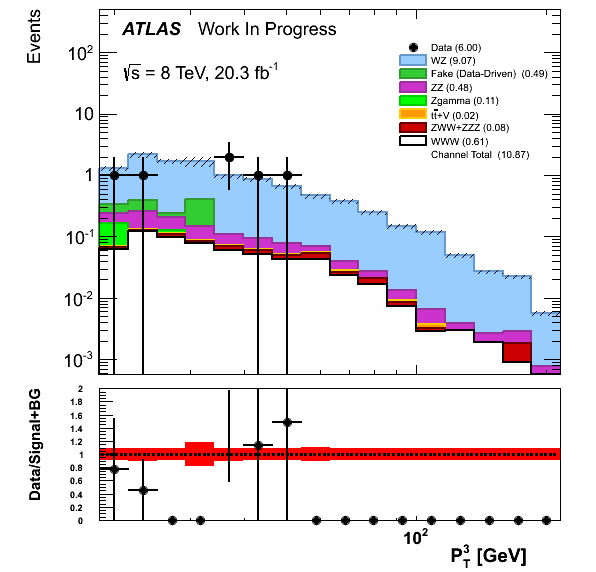 Events
ATLAS Work In Progress
√s = 8 TeV, 20.3 fb⁻¹
Data (6.00)
WZ (9.07)
Fake (Data-Driven) (0.49)
ZZ (0.48)
Zgamma (0.11)
tt̄+V (0.02)
ZWW+ZZZ (0.08)
WWW (0.61)
Channel Total (10.87)
10²
10
1
10⁻¹
10⁻²
10⁻³
Data/Signal+BG
2
1.8
1.6
1.4
1.2
1
0.8
0.6
0.4
0.2
0
10²
P³_T [GeV]